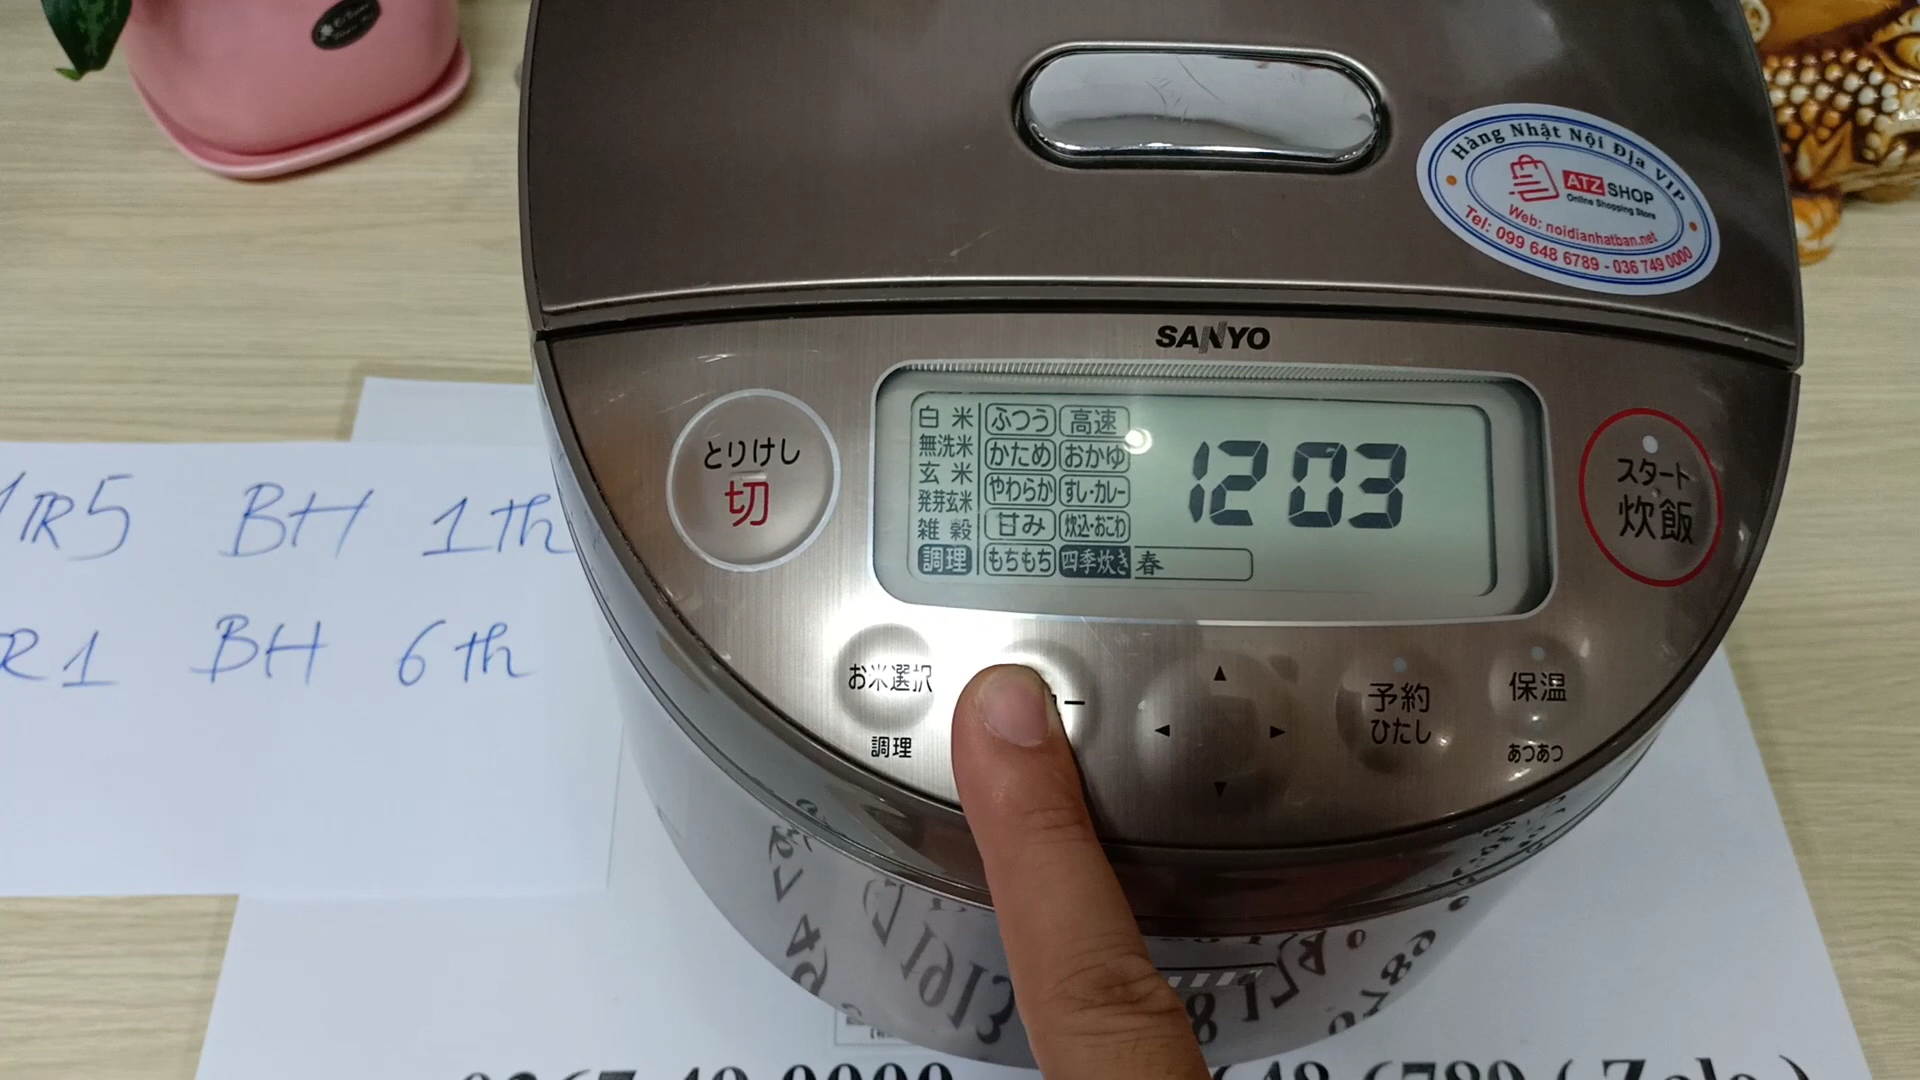 Hàng Nhật Nội Địa VIP
ATZ SHOP
Online Shopping Store
Web: noidianhatban.net
Tel: 099 648 6789 - 036 749 0000
SANYO
とりけし
切
白米 ふつう 高速
無洗米 かため おかゆ
玄米 やわらか すし・カレー
発芽玄米 甘み 炊込・おこわ
雑穀 もちもち 四季炊き 春
調理
12 03
スタート
炊飯
お米選択
調理
ー
▲
◀ ▶
▼
予約
ひたし
保温
あつあつ
R5 BH 1th
R1 BH 6th